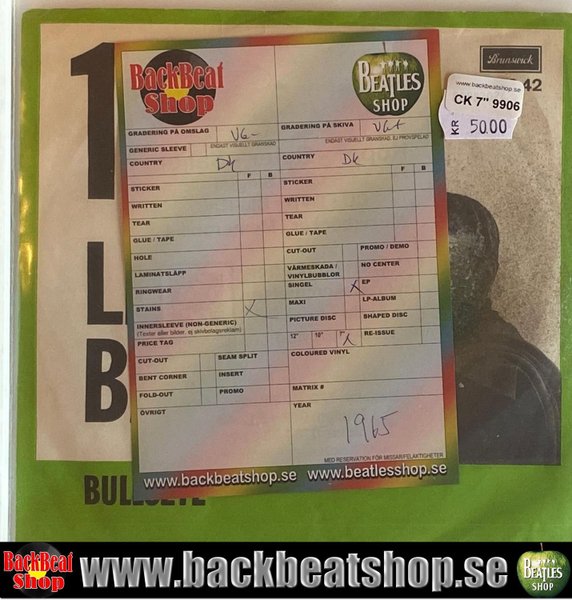 1
Brunswick
42
www.backbeatshop.se
CK 7" 9906
KR 50.00
BackBeat
Shop
BEATLES
SHOP
GRADERING PÅ OMSLAG VG-
GRADERING PÅ SKIVA VG+
ENDAST VISUELLT GRANSKAD
ENDAST VISUELLT GRANSKAD, EJ PROVSPELAD
GENERIC SLEEVE
COUNTRY DK
COUNTRY DK
F B
F B
STICKER
STICKER
WRITTEN
WRITTEN
TEAR
TEAR
GLUE / TAPE
GLUE / TAPE
HOLE
CUT-OUT
PROMO / DEMO
LAMINATSLÄPP
VÄRMESKADA /
VINYLBUBBLOR
NO CENTER
RINGWEAR
SINGEL X
EP
STAINS X
MAXI
LP-ALBUM
INNERSLEEVE (NON-GENERIC)
(Texter eller bilder, ej skivbolagsreklam)
PICTURE DISC
SHAPED DISC
PRICE TAG
12" 10" 7" X
RE-ISSUE
CUT-OUT
SEAM SPLIT
COLOURED VINYL
BENT CORNER
INSERT
FOLD-OUT
PROMO
MATRIX #
ÖVRIGT
YEAR
1965
MED RESERVATION FÖR MISSAR/FELAKTIGHETER
www.backbeatshop.se www.beatlesshop.se
L
B
BackBeat
Shop
www.backbeatshop.se
BEATLES
SHOP